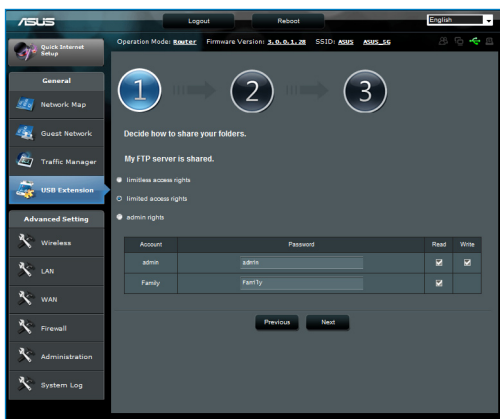 ASUS
Logout
Reboot
English
Operation Mode: Router Firmware Version: 3.0.0.1.28 SSID: ASUS ASUS_5G
Quick Internet
Setup
General
Network Map
Guest Network
Traffic Manager
USB Extension
Advanced Setting
Wireless
LAN
WAN
Firewall
Administration
System Log
1
2
3
Decide how to share your folders.
My FTP server is shared.
limitless access rights
limited access rights
admin rights
Account Password Read Write
admin admin
Family Family
Previous Next